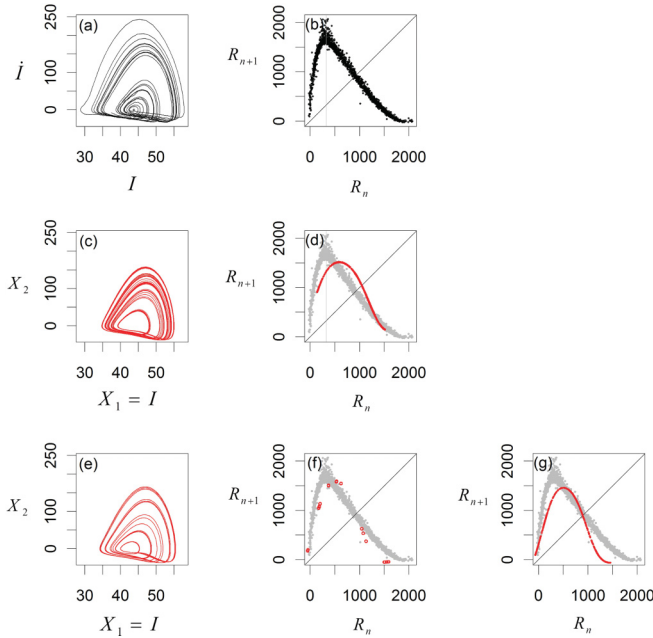 250
(a)
İ
100
0
30 40 50
I
2000
(b)
R_{n+1}
1000
0
0 1000 2000
R_n
250
(c)
X_2
100
0
30 40 50
X_1 = I
2000
(d)
R_{n+1}
1000
0
0 1000 2000
R_n
250
(e)
X_2
100
0
30 40 50
X_1 = I
2000
(f)
R_{n+1}
1000
0
0 1000 2000
R_n
2000
(g)
R_{n+1}
1000
0
0 1000 2000
R_n